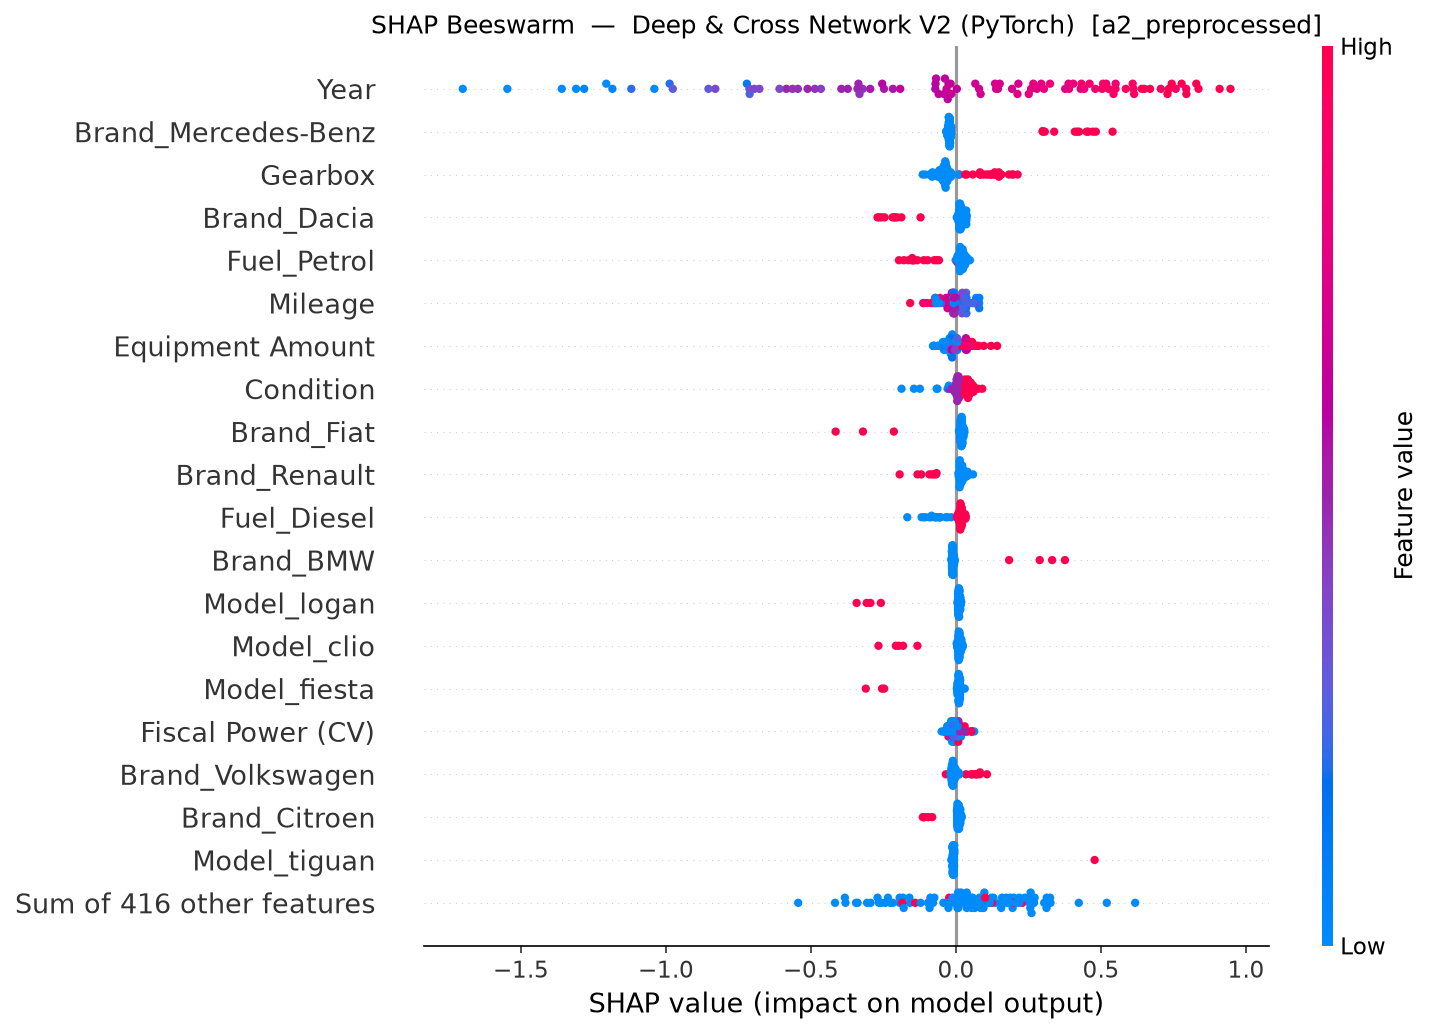 SHAP Beeswarm — Deep & Cross Network V2 (PyTorch) [a2_preprocessed]
High
Year
Brand_Mercedes-Benz
Gearbox
Brand_Dacia
Fuel_Petrol
Mileage
Equipment Amount
Condition
Brand_Fiat
Brand_Renault
Fuel_Diesel
Brand_BMW
Model_logan
Model_clio
Model_fiesta
Fiscal Power (CV)
Brand_Volkswagen
Brand_Citroen
Model_tiguan
Sum of 416 other features
Feature value
Low
−1.5 −1.0 −0.5 0.0 0.5 1.0
SHAP value (impact on model output)